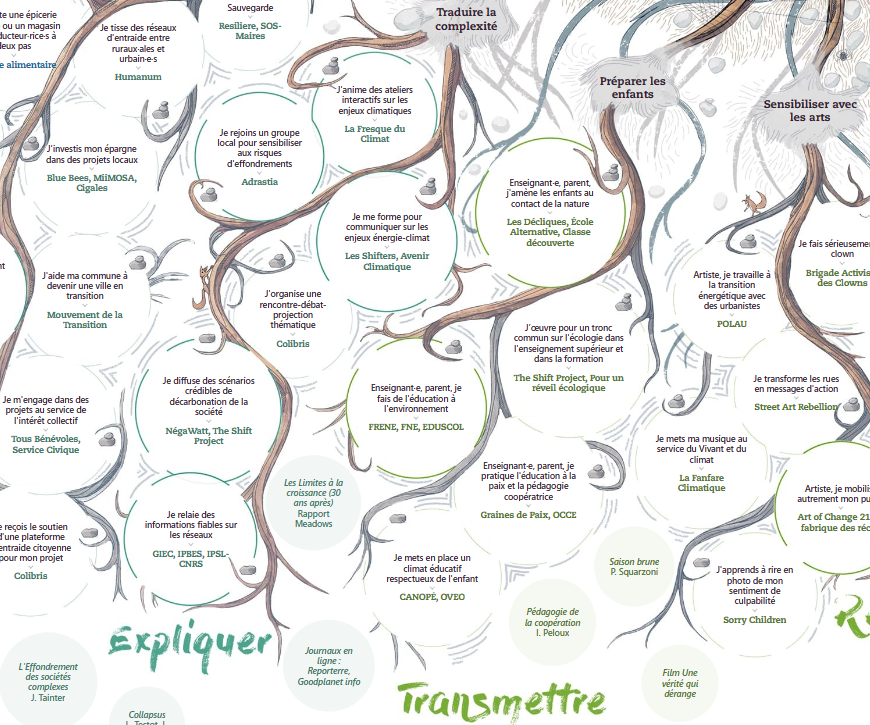 te une épicerie
ou un magasin
ducteur·rice·s à
deux pas
e alimentaire
Je tisse des réseaux
d'entraide entre
ruraux·ales et
urbain·e·s
Humanum
Sauvegarde
Resiliere, SOS-
Maires
Traduire la
complexité
Préparer les
enfants
Sensibiliser avec
les arts
J'anime des ateliers
interactifs sur les
enjeux climatiques
La Fresque du
Climat
Je rejoins un groupe
local pour sensibiliser
aux risques
d'effondrements
Adrastia
J'investis mon épargne
dans des projets locaux
Blue Bees, MiiMOSA,
Cigales
Enseignant·e, parent,
j'amène les enfants au
contact de la nature
Les Décliques, École
Alternative, Classe
découverte
Je me forme pour
communiquer sur les
enjeux énergie-climat
Les Shifters, Avenir
Climatique
Je fais sérieuseme
clown
Brigade Activis
des Clowns
nt
J'aide ma commune à
devenir une ville en
transition
Mouvement de la
Transition
J'organise une
rencontre-débat-
projection
thématique
Colibris
Artiste, je travaille à
la transition
énergétique avec
des urbanistes
POLAU
J'œuvre pour un tronc
commun sur l'écologie dans
l'enseignement supérieur et
dans la formation
The Shift Project, Pour un
réveil écologique
Je diffuse des scénarios
crédibles de
décarbonation de la
société
NégaWatt, The Shift
Project
Enseignant·e, parent, je
fais de l'éducation à
l'environnement
FRENE, FNE, EDUSCOL
Je transforme les rues
en messages d'action
Street Art Rebellion
Je m'engage dans des
projets au service de
l'intérêt collectif
Tous Bénévoles,
Service Civique
Je mets ma musique au
service du Vivant et du
climat
La Fanfare
Climatique
Les Limites à la
croissance (30
ans après)
Rapport
Meadows
Enseignant·e, parent, je
pratique l'éducation à la
paix et la pédagogie
coopératrice
Graines de Paix, OCCE
Artiste, je mobilis
autrement mon pu
Art of Change 21
fabrique des réc
Je relaie des
informations fiables sur
les réseaux
GIEC, IPBES, IPSL-
CNRS
e reçois le soutien
d'une plateforme
entraide citoyenne
pour mon projet
Colibris
Je mets en place un
climat éducatif
respectueux de l'enfant
CANOPÉ, OVEO
Saison brune
P. Squarzoni
J'apprends à rire en
photo de mon
sentiment de
culpabilité
Sorry Children
Pédagogie de
la coopération
I. Peloux
Expliquer
R
L'Effondrement
des sociétés
complexes
J. Tainter
Journaux en
ligne :
Reporterre,
Goodplanet info
Film Une
vérité qui
dérange
Transmettre
Collapsus